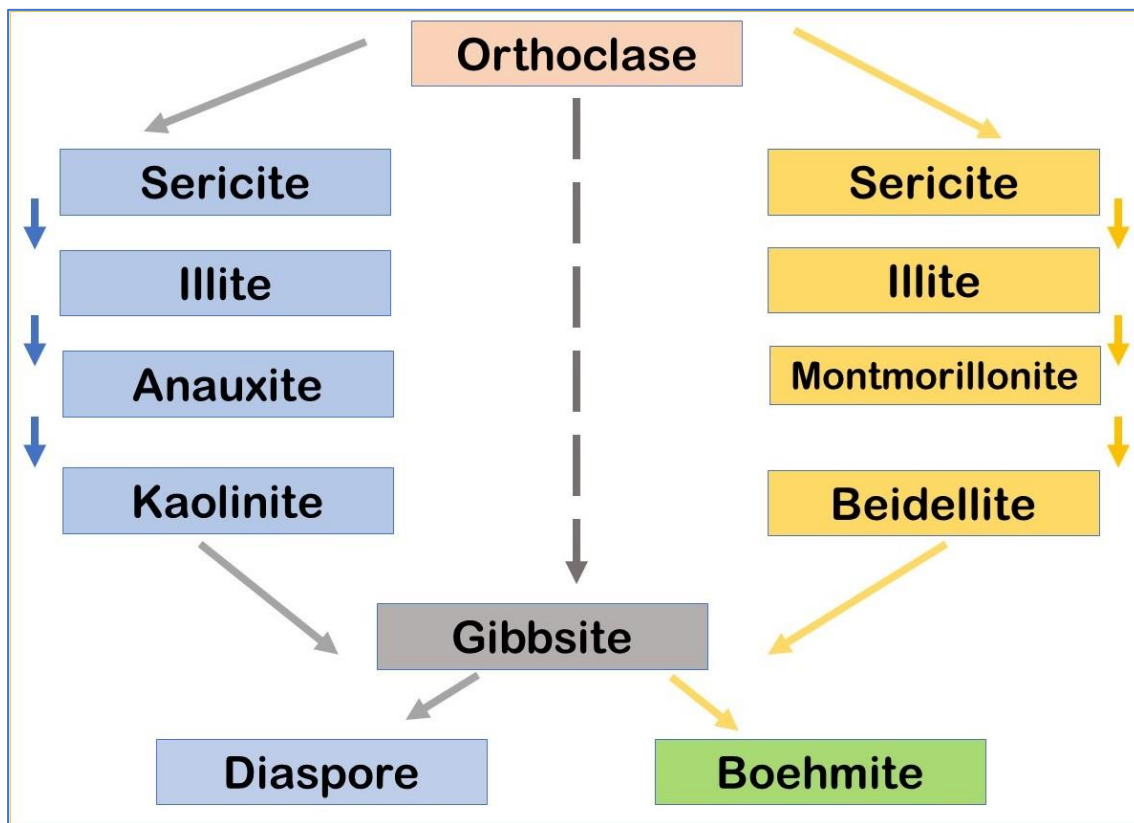 Orthoclase
Sericite
Sericite
Illite
Illite
Anauxite
Montmorillonite
Kaolinite
Beidellite
Gibbsite
Diaspore
Boehmite